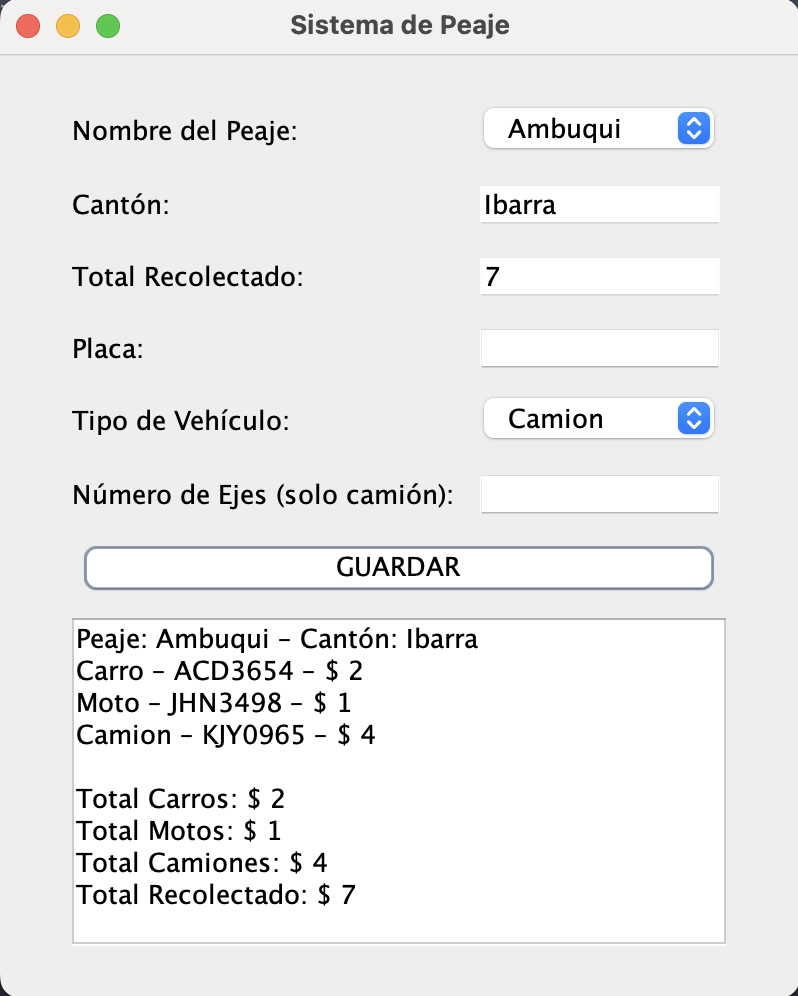 Sistema de Peaje
Nombre del Peaje: Ambuqui
Cantón: Ibarra
Total Recolectado: 7
Placa:
Tipo de Vehículo: Camion
Número de Ejes (solo camión):
GUARDAR
Peaje: Ambuqui – Cantón: Ibarra
Carro – ACD3654 – $ 2
Moto – JHN3498 – $ 1
Camion – KJY0965 – $ 4
Total Carros: $ 2
Total Motos: $ 1
Total Camiones: $ 4
Total Recolectado: $ 7